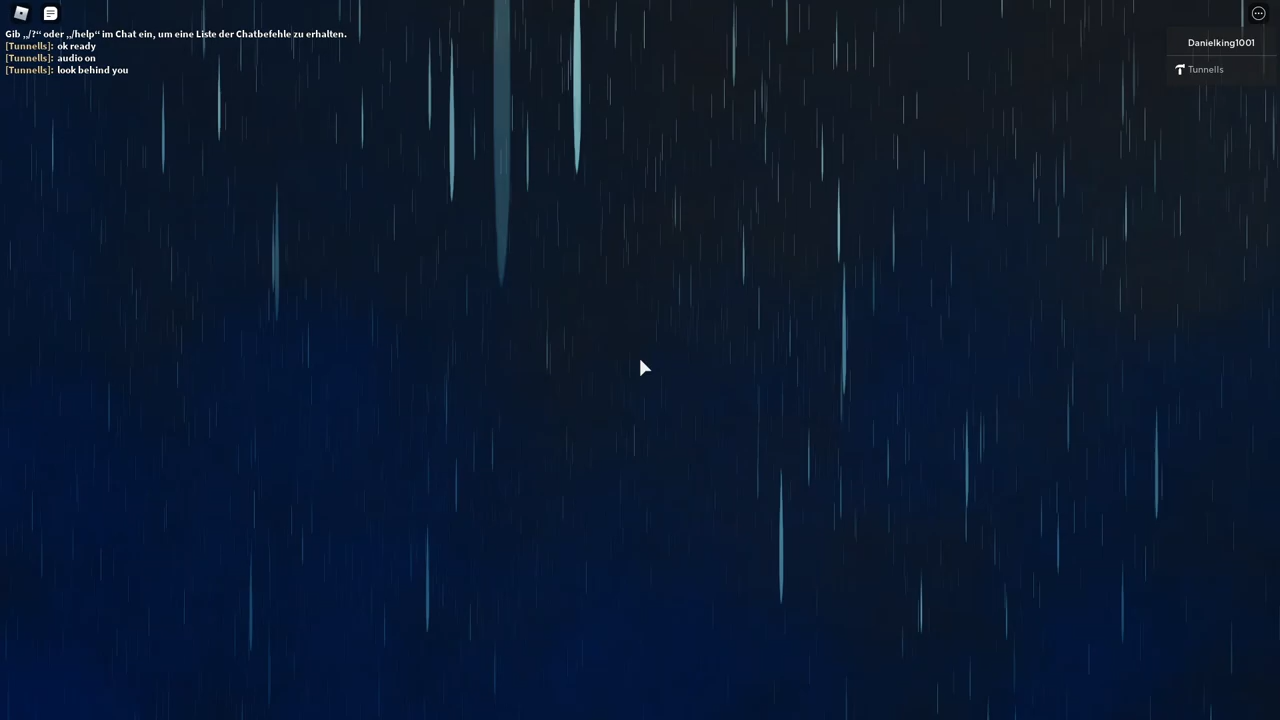 Gib „/?“ oder „/help“ im Chat ein, um eine Liste der Chatbefehle zu erhalten.
[Tunnells]: ok ready
[Tunnells]: audio on
[Tunnells]: look behind you
Danielking1001
Tunnells